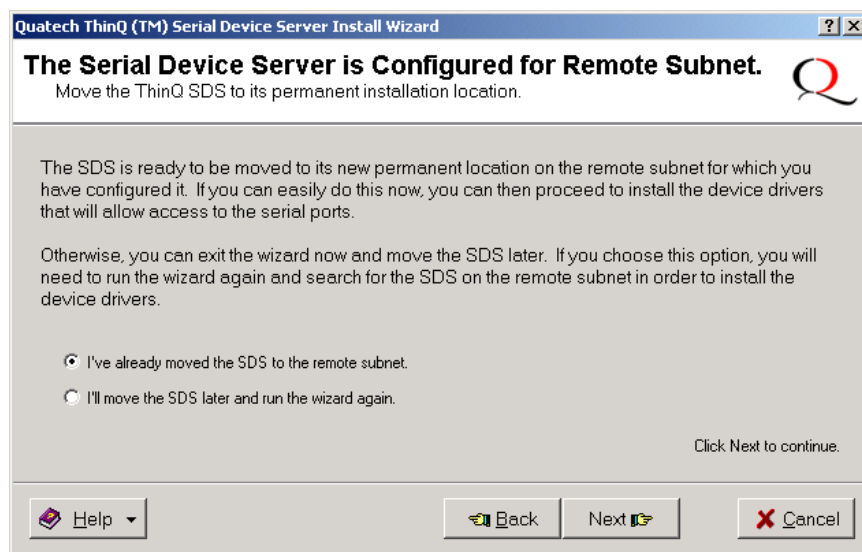 Quatech ThinQ (TM) Serial Device Server Install Wizard
The Serial Device Server is Configured for Remote Subnet.
Move the ThinQ SDS to its permanent installation location.
The SDS is ready to be moved to its new permanent location on the remote subnet for which you
have configured it. If you can easily do this now, you can then proceed to install the device drivers
that will allow access to the serial ports.
Otherwise, you can exit the wizard now and move the SDS later. If you choose this option, you will
need to run the wizard again and search for the SDS on the remote subnet in order to install the
device drivers.
I've already moved the SDS to the remote subnet.
I'll move the SDS later and run the wizard again.
Click Next to continue.
Help
Back
Next
Cancel